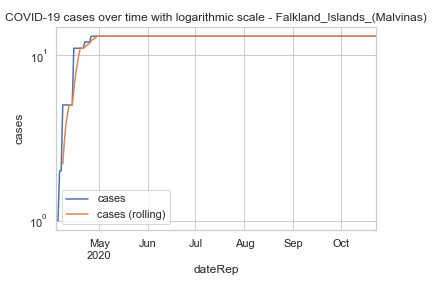 COVID-19 cases over time with logarithmic scale - Falkland_Islands_(Malvinas)
10¹
cases
10⁰
cases
cases (rolling)
May Jun Jul Aug Sep Oct
2020
dateRep